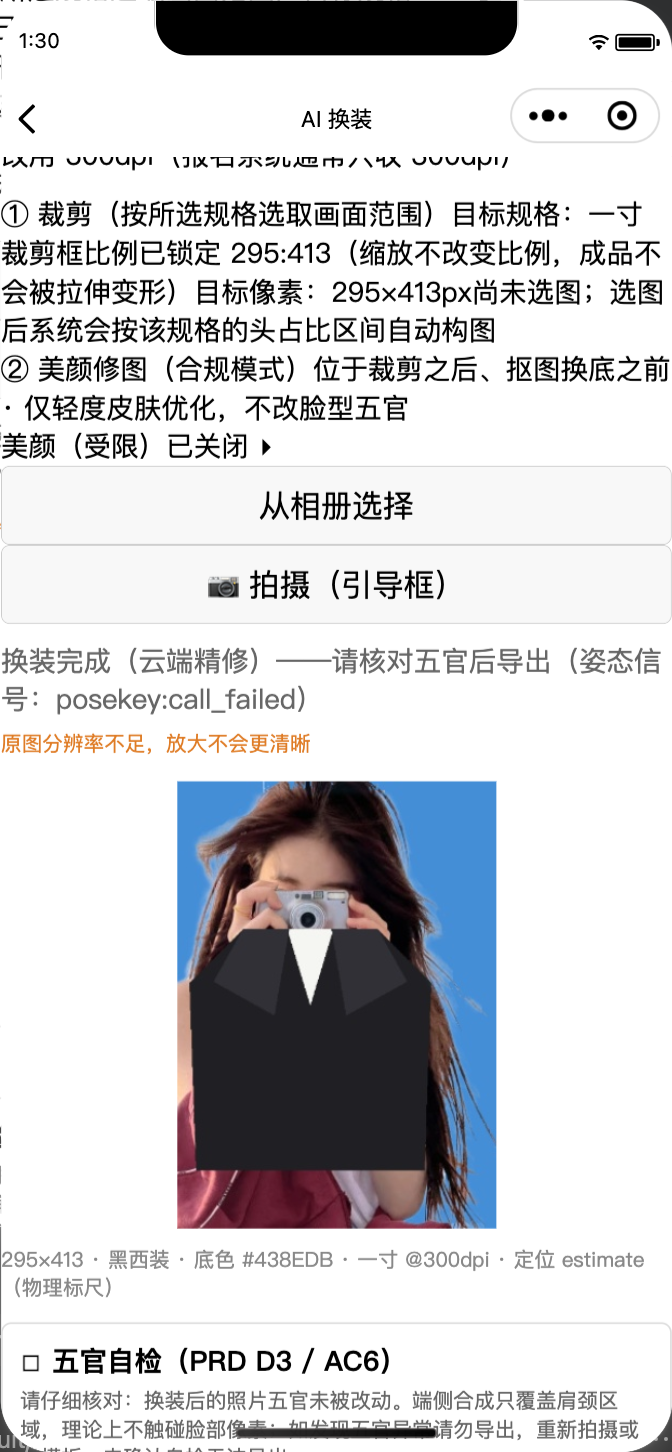 1:30
AI 换装
改用 300dpi（报名系统通常只收 300dpi）
① 裁剪（按所选规格选取画面范围）目标规格：一寸
裁剪框比例已锁定 295:413（缩放不改变比例，成品不
会被拉伸变形）目标像素：295×413px尚未选图；选图
后系统会按该规格的头占比区间自动构图
② 美颜修图（合规模式）位于裁剪之后、抠图换底之前
· 仅轻度皮肤优化，不改脸型五官
美颜（受限）已关闭
从相册选择
📷 拍摄（引导框）
换装完成（云端精修）——请核对五官后导出（姿态信
号：posekey:call_failed）
原图分辨率不足，放大不会更清晰
295×413 · 黑西装 · 底色 #438EDB · 一寸 @300dpi · 定位 estimate
（物理标尺）
五官自检（PRD D3 / AC6）
请仔细核对：换装后的照片五官未被改动。端侧合成只覆盖肩颈区
域，理论上不触碰脸部像素；如发现五官异常请勿导出，重新拍摄或